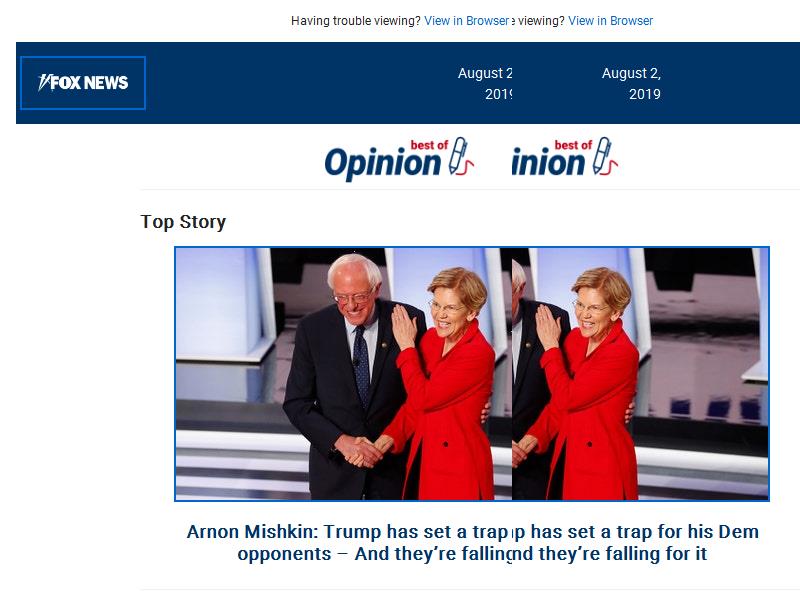 Having trouble viewing? View in Browser e viewing? View in Browser
FOX NEWS
August 2 August 2,
2019 2019
best of best of
Opinion inion
Top Story
Arnon Mishkin: Trump has set a trap p has set a trap for his Dem
opponents – And they’re falling nd they’re falling for it